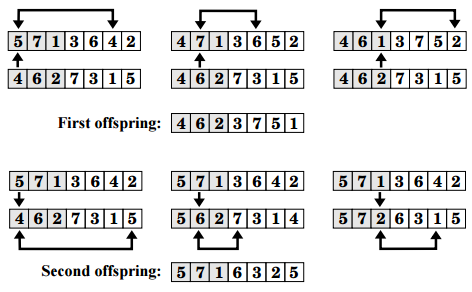 5 7 1 3 6 4 2 4 7 1 3 6 5 2 4 6 1 3 7 5 2
4 6 2 7 3 1 5 4 6 2 7 3 1 5 4 6 2 7 3 1 5
First offspring: 4 6 2 3 7 5 1
5 7 1 3 6 4 2 5 7 1 3 6 4 2 5 7 1 3 6 4 2
4 6 2 7 3 1 5 5 6 2 7 3 1 4 5 7 2 6 3 1 5
Second offspring: 5 7 1 6 3 2 5